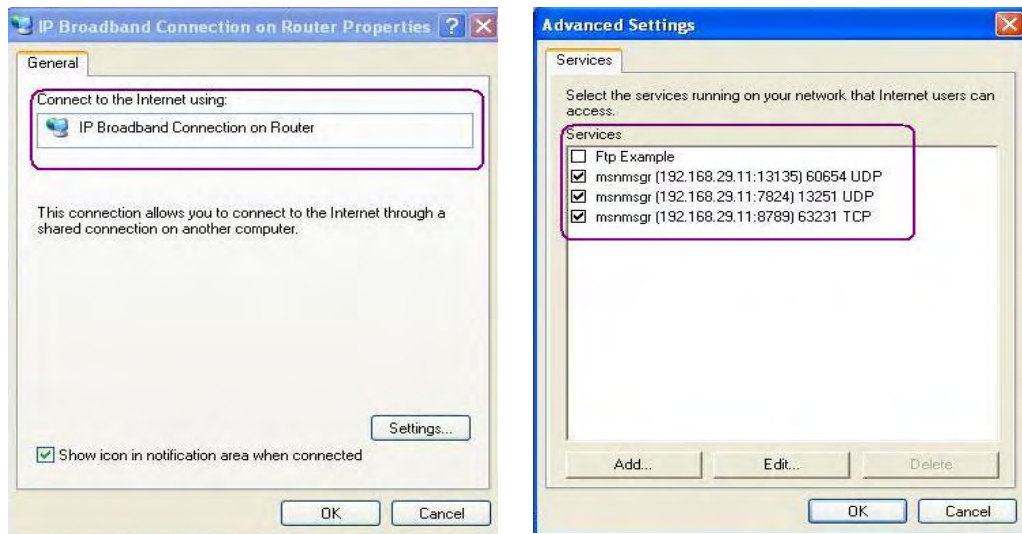 IP Broadband Connection on Router Properties
General
Connect to the Internet using:
IP Broadband Connection on Router
This connection allows you to connect to the Internet through a
shared connection on another computer.
Settings...
Show icon in notification area when connected
OK Cancel
Advanced Settings
Services
Select the services running on your network that Internet users can
access.
Services
Ftp Example
msnmsgr (192.168.29.11:13135) 60654 UDP
msnmsgr (192.168.29.11:7824) 13251 UDP
msnmsgr (192.168.29.11:8789) 63231 TCP
Add... Edit... Delete
OK Cancel